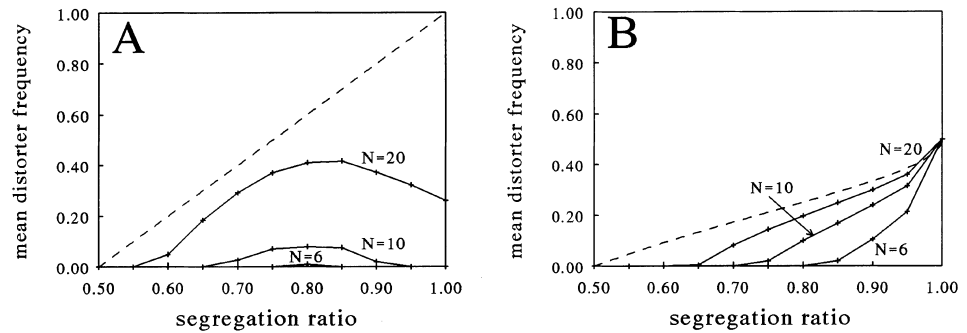 A
1.00
0.80
0.60
0.40
0.20
0.00
mean distorter frequency
N=20
N=10
N=6
0.50 0.60 0.70 0.80 0.90 1.00
segregation ratio
B
1.00
0.80
0.60
0.40
0.20
0.00
mean distorter frequency
N=20
N=10
N=6
0.50 0.60 0.70 0.80 0.90 1.00
segregation ratio